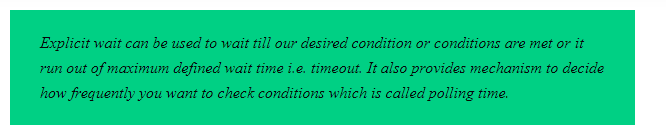 Explicit wait can be used to wait till our desired condition or conditions are met or it
run out of maximum defined wait time i.e. timeout. It also provides mechanism to decide
how frequently you want to check conditions which is called polling time.